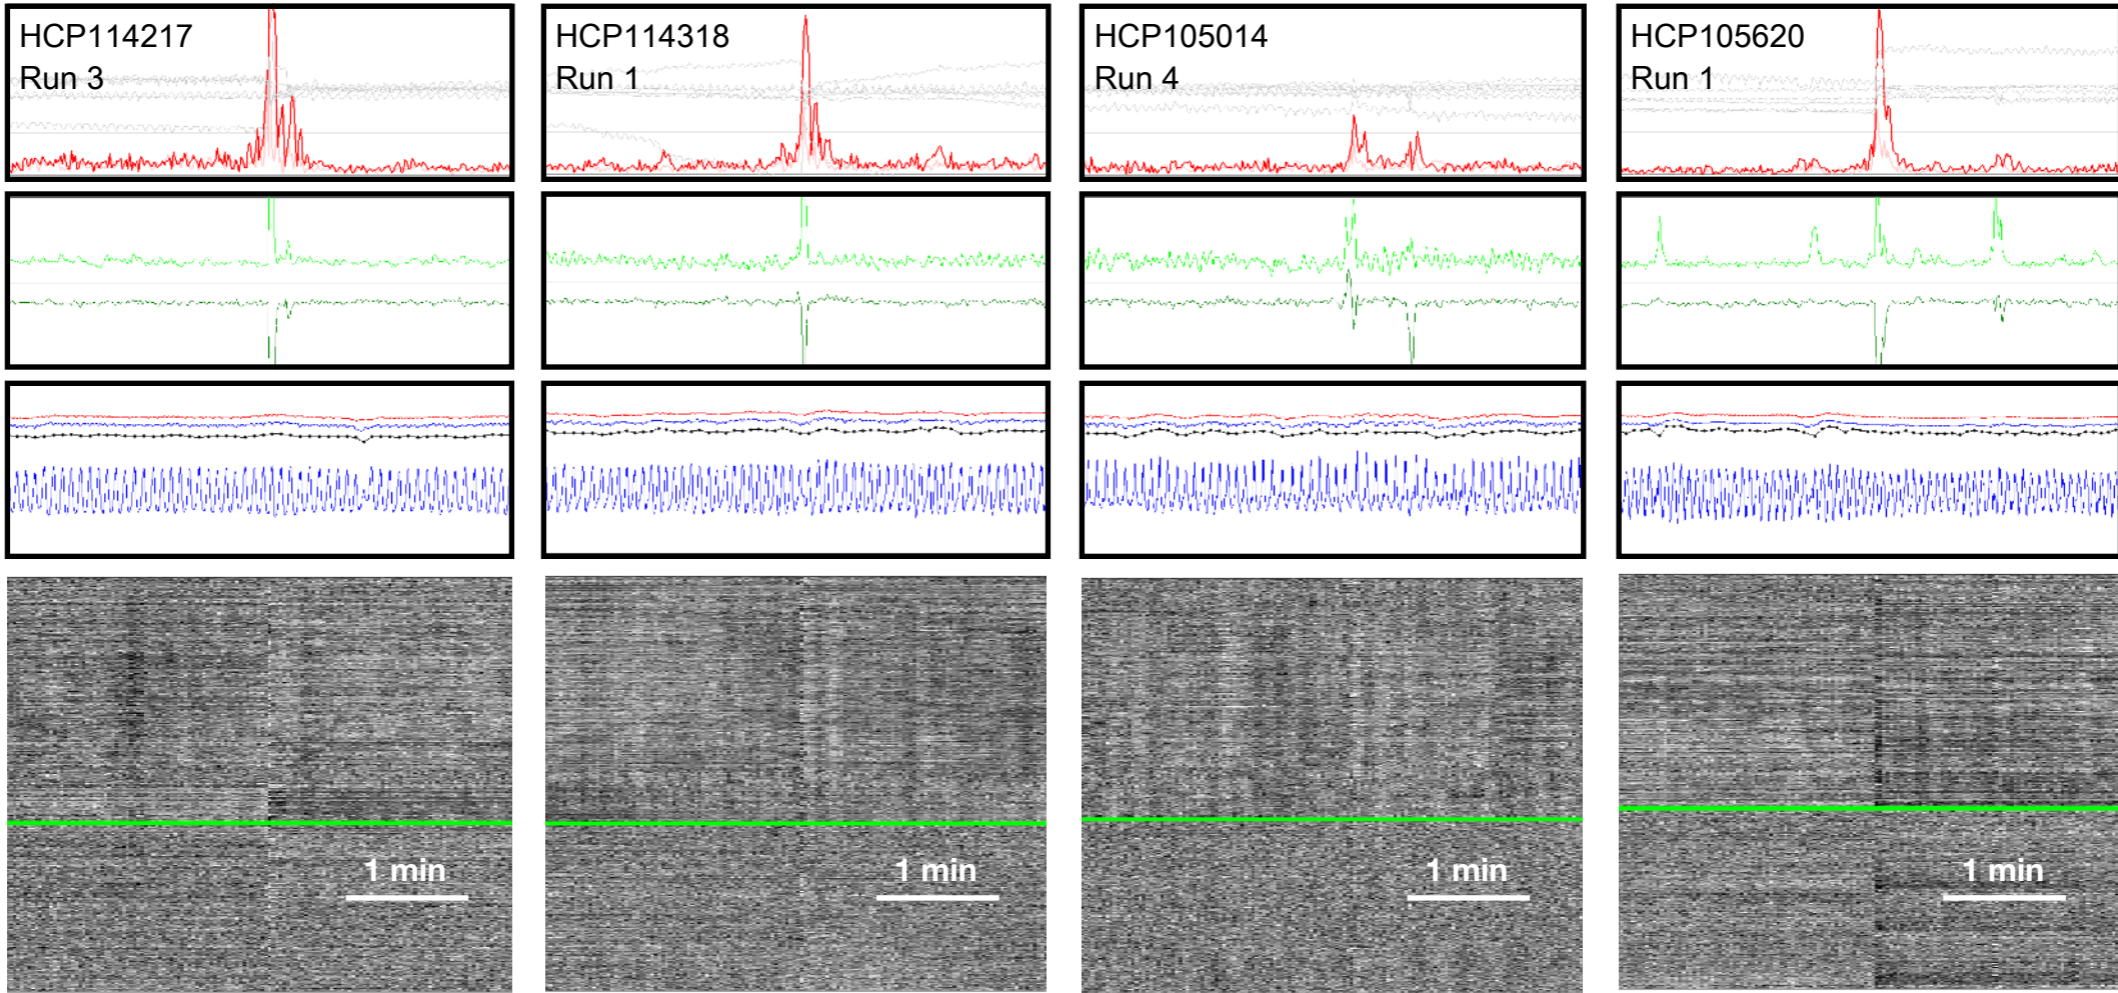 HCP114217
Run 3
HCP114318
Run 1
HCP105014
Run 4
HCP105620
Run 1
1 min
1 min
1 min
1 min